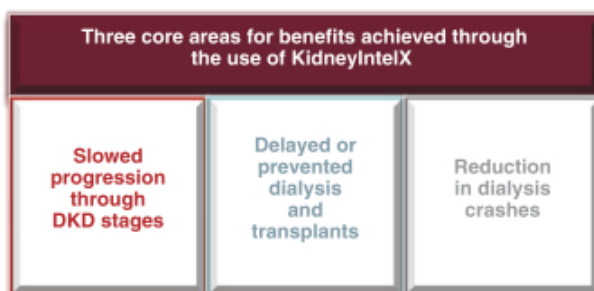 Three core areas for benefits achieved through
the use of KidneyIntelX
Slowed
progression
through
DKD stages
Delayed or
prevented
dialysis
and
transplants
Reduction
in dialysis
crashes